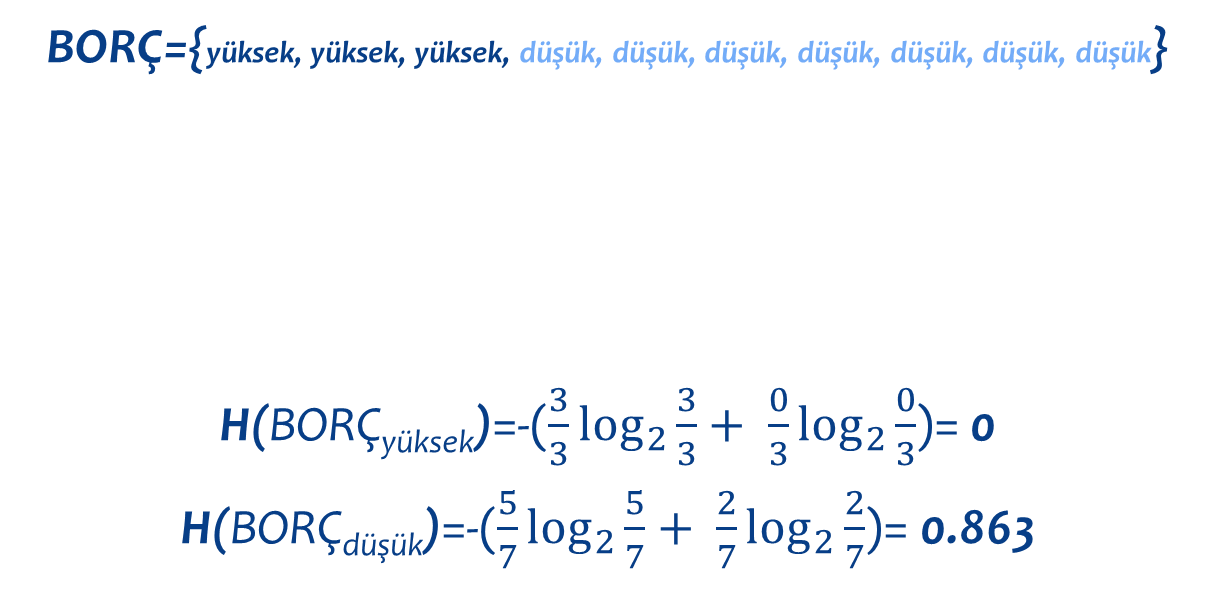 BORÇ={yüksek, yüksek, yüksek, düşük, düşük, düşük, düşük, düşük, düşük, düşük}
H(BORÇyüksek)=-(3/3 log2 3/3 + 0/3 log2 0/3)= 0
H(BORÇdüşük)=-(5/7 log2 5/7 + 2/7 log2 2/7)= 0.863